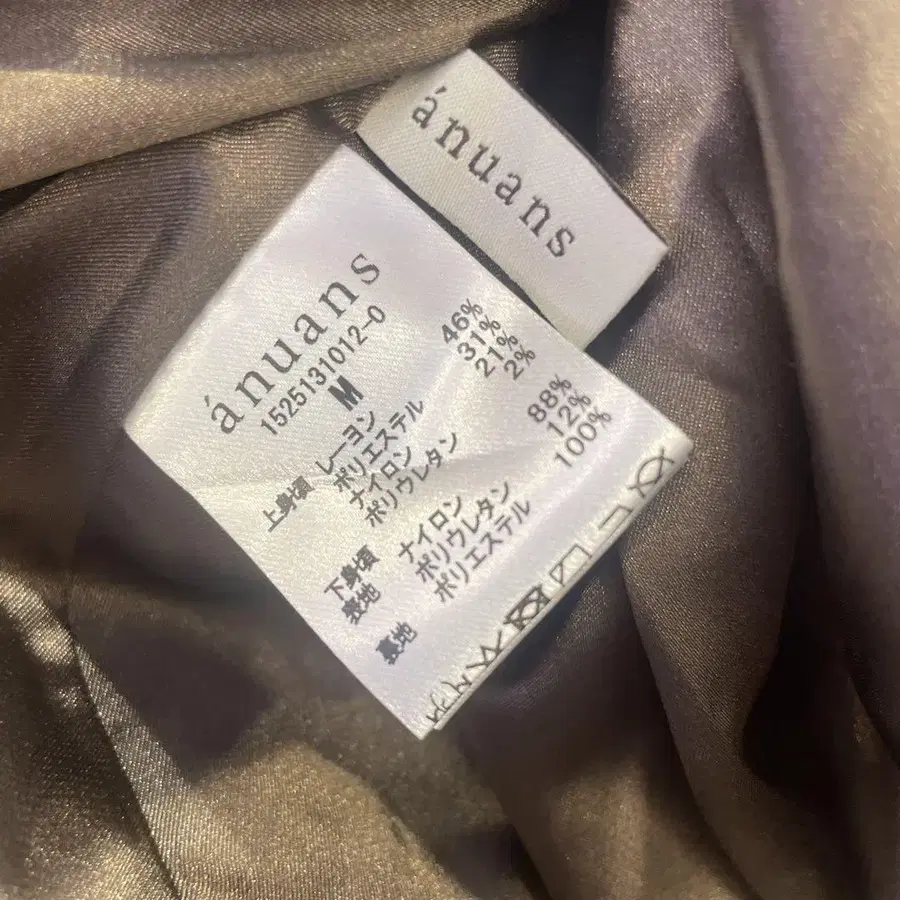 ánuans
ánuans
1525131012-0
M
上身頃 レーヨン 46%
ポリエステル 31%
ナイロン 21%
ポリウレタン 2%
下身頃
表地 ナイロン 88%
ポリウレタン 12%
裏地 ポリエステル 100%